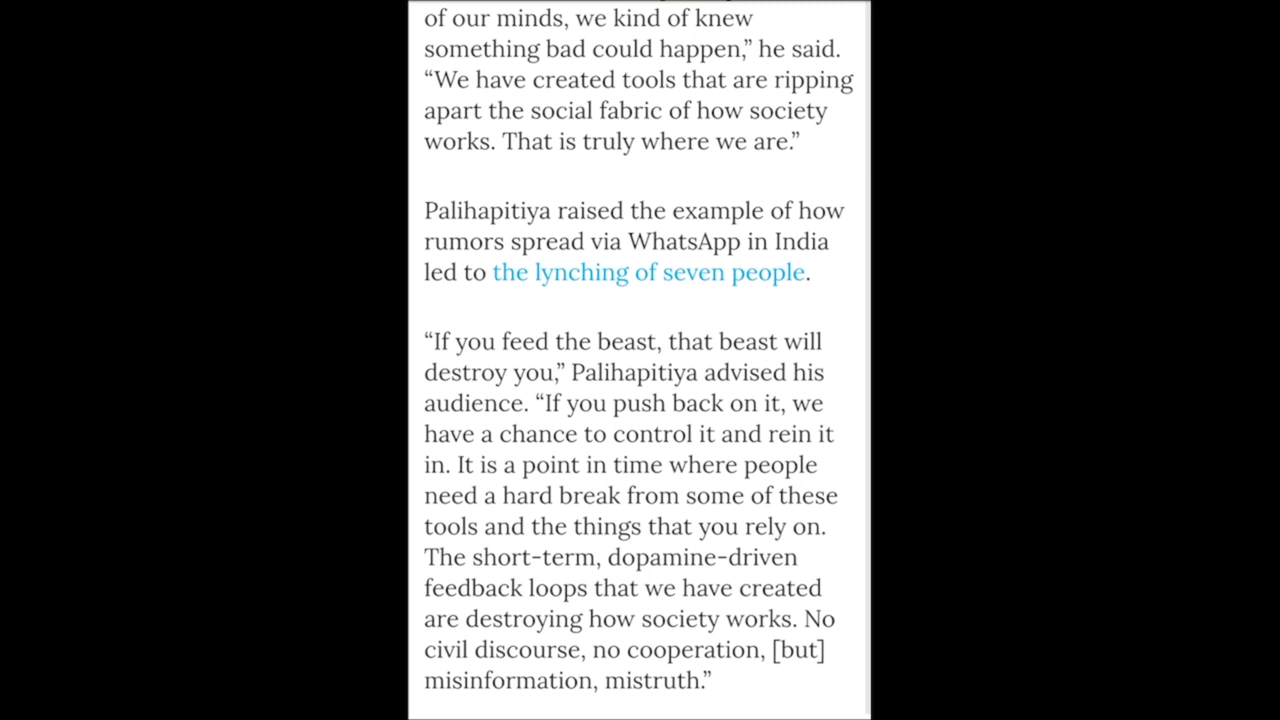 of our minds, we kind of knew
something bad could happen,” he said.
“We have created tools that are ripping
apart the social fabric of how society
works. That is truly where we are.”
Palihapitiya raised the example of how
rumors spread via WhatsApp in India
led to the lynching of seven people.
“If you feed the beast, that beast will
destroy you,” Palihapitiya advised his
audience. “If you push back on it, we
have a chance to control it and rein it
in. It is a point in time where people
need a hard break from some of these
tools and the things that you rely on.
The short-term, dopamine-driven
feedback loops that we have created
are destroying how society works. No
civil discourse, no cooperation, [but]
misinformation, mistruth.”